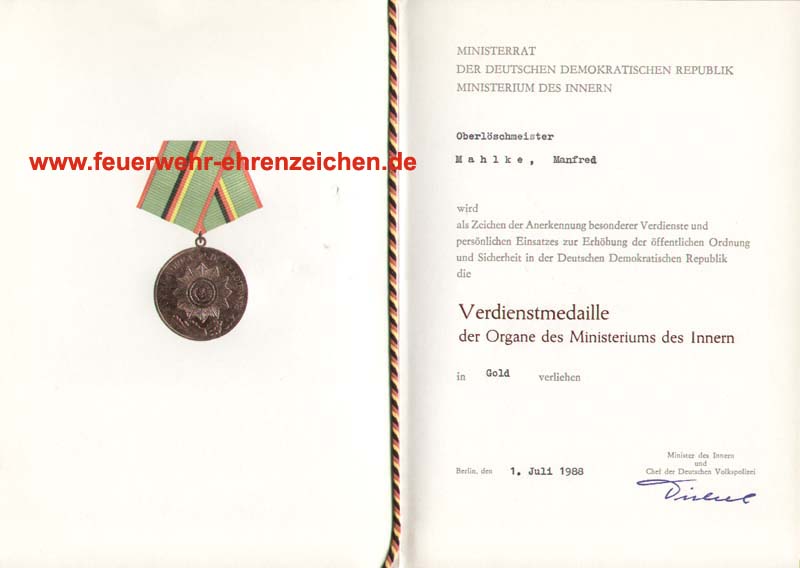 www.feuerwehr-ehrenzeichen.de
MINISTERRAT
DER DEUTSCHEN DEMOKRATISCHEN REPUBLIK
MINISTERIUM DES INNERN
Oberlöschmeister
Mahlke, Manfred
wird
als Zeichen der Anerkennung besonderer Verdienste und
persönlichen Einsatzes zur Erhöhung der öffentlichen Ordnung
und Sicherheit in der Deutschen Demokratischen Republik
die
Verdienstmedaille
der Organe des Ministeriums des Innern
in Gold verliehen
Minister des Innern
und
Chef der Deutschen Volkspolizei
Berlin, den 1. Juli 1988